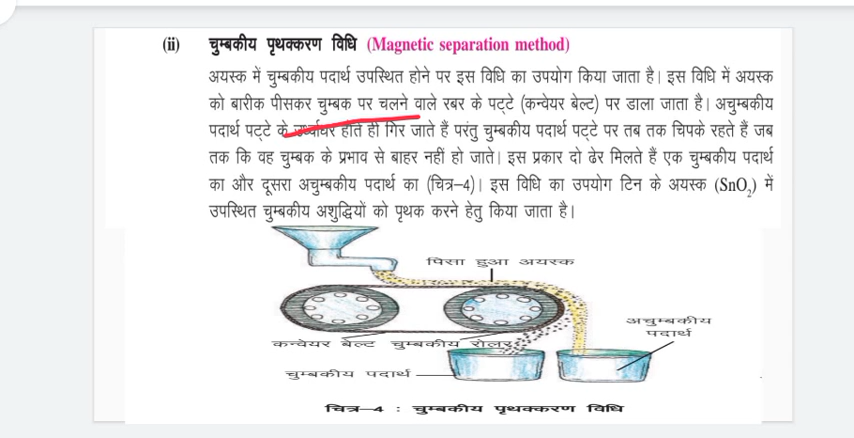 (ii) चुम्बकीय पृथक्करण विधि (Magnetic separation method)
अयस्क में चुम्बकीय पदार्थ उपस्थित होने पर इस विधि का उपयोग किया जाता है। इस विधि में अयस्क
को बारीक पीसकर चुम्बक पर चलने वाले रबर के पट्टे (कन्वेयर बेल्ट) पर डाला जाता है। अचुम्बकीय
पदार्थ पट्टे के उर्ध्वाधर होते ही गिर जाते हैं परंतु चुम्बकीय पदार्थ पट्टे पर तब तक चिपके रहते हैं जब
तक कि वह चुम्बक के प्रभाव से बाहर नहीं हो जाते। इस प्रकार दो ढेर मिलते हैं एक चुम्बकीय पदार्थ
का और दूसरा अचुम्बकीय पदार्थ का (चित्र–4)। इस विधि का उपयोग टिन के अयस्क (SnO₂) में
उपस्थित चुम्बकीय अशुद्धियों को पृथक करने हेतु किया जाता है।
पिसा हुआ अयस्क
अचुम्बकीय
पदार्थ
कन्वेयर बेल्ट चुम्बकीय रोलर
चुम्बकीय पदार्थ
चित्र–4 : चुम्बकीय पृथक्करण विधि